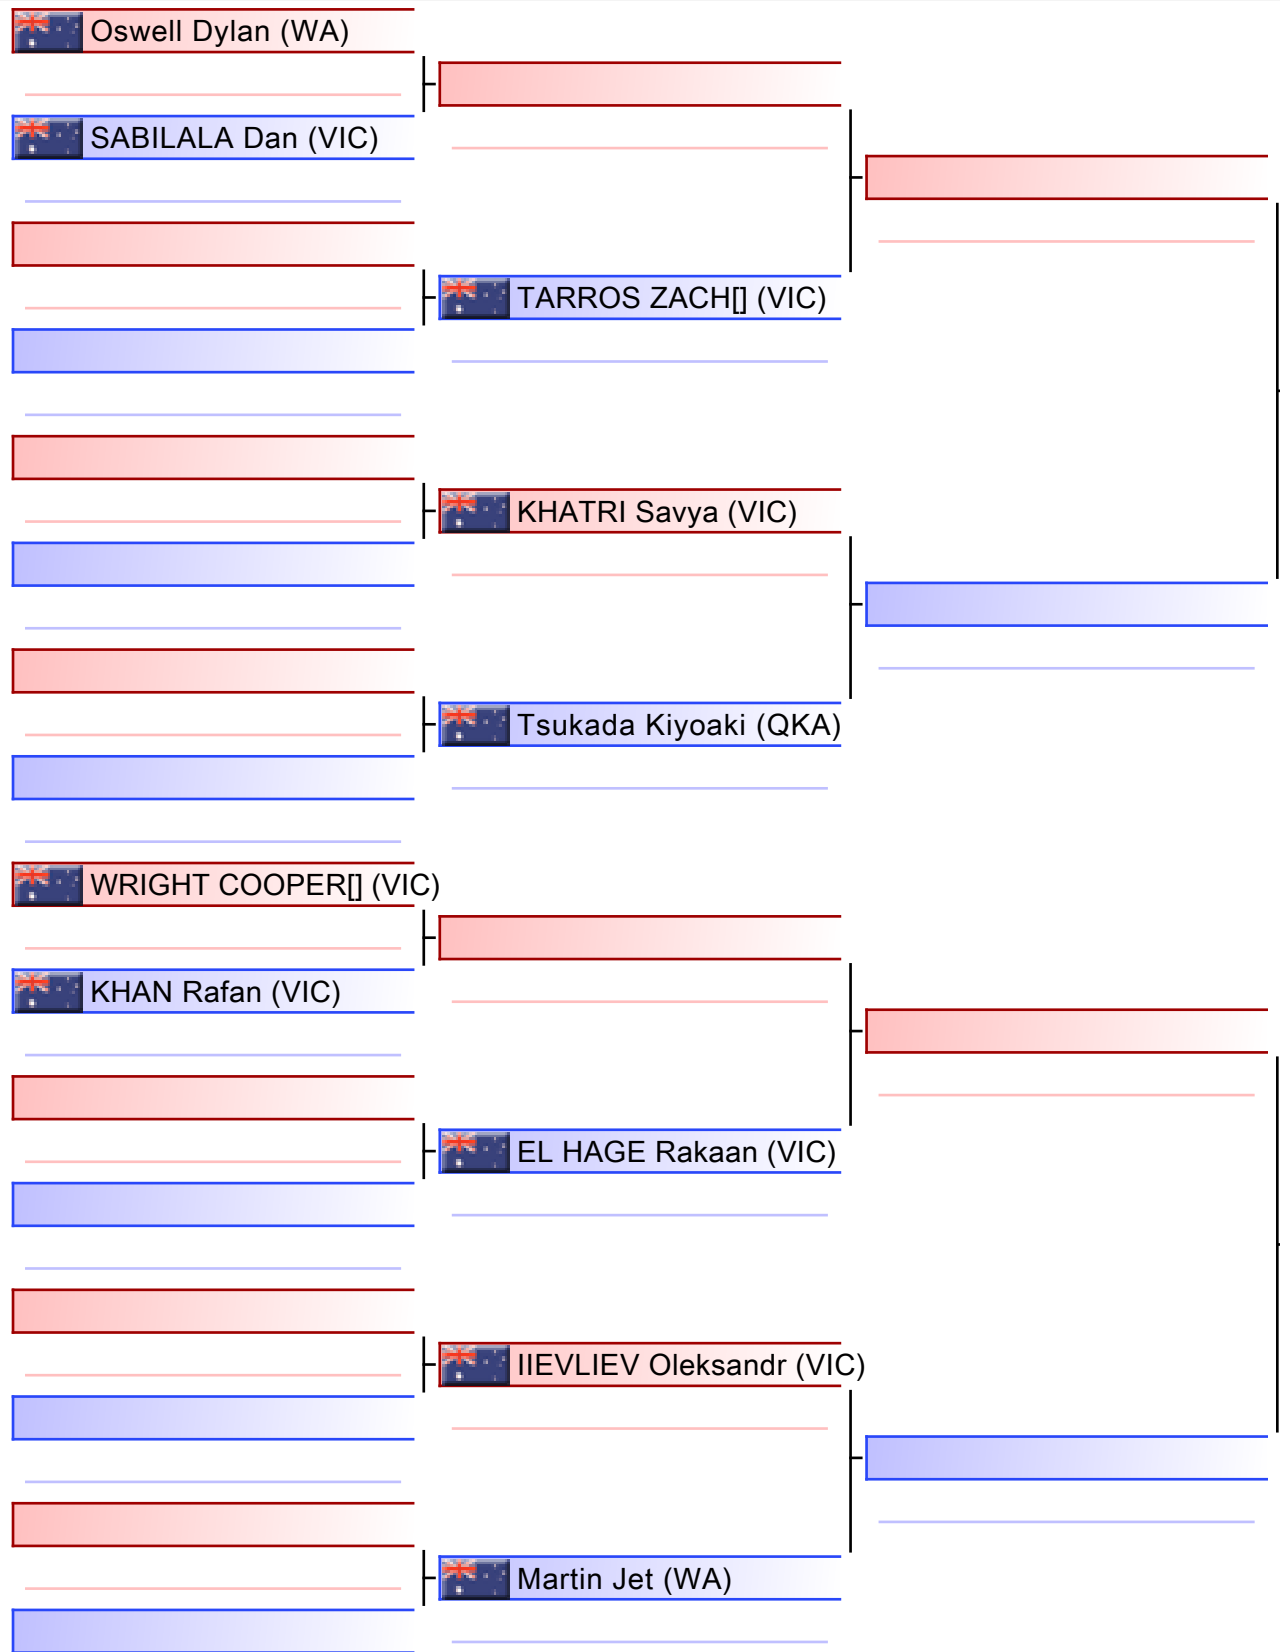 Oswell Dylan (WA)
SABILALA Dan (VIC)
TARROS ZACH[] (VIC)
KHATRI Savya (VIC)
Tsukada Kiyoaki (QKA)
WRIGHT COOPER[] (VIC)
KHAN Rafan (VIC)
EL HAGE Rakaan (VIC)
IIEVLIEV Oleksandr (VIC)
Martin Jet (WA)